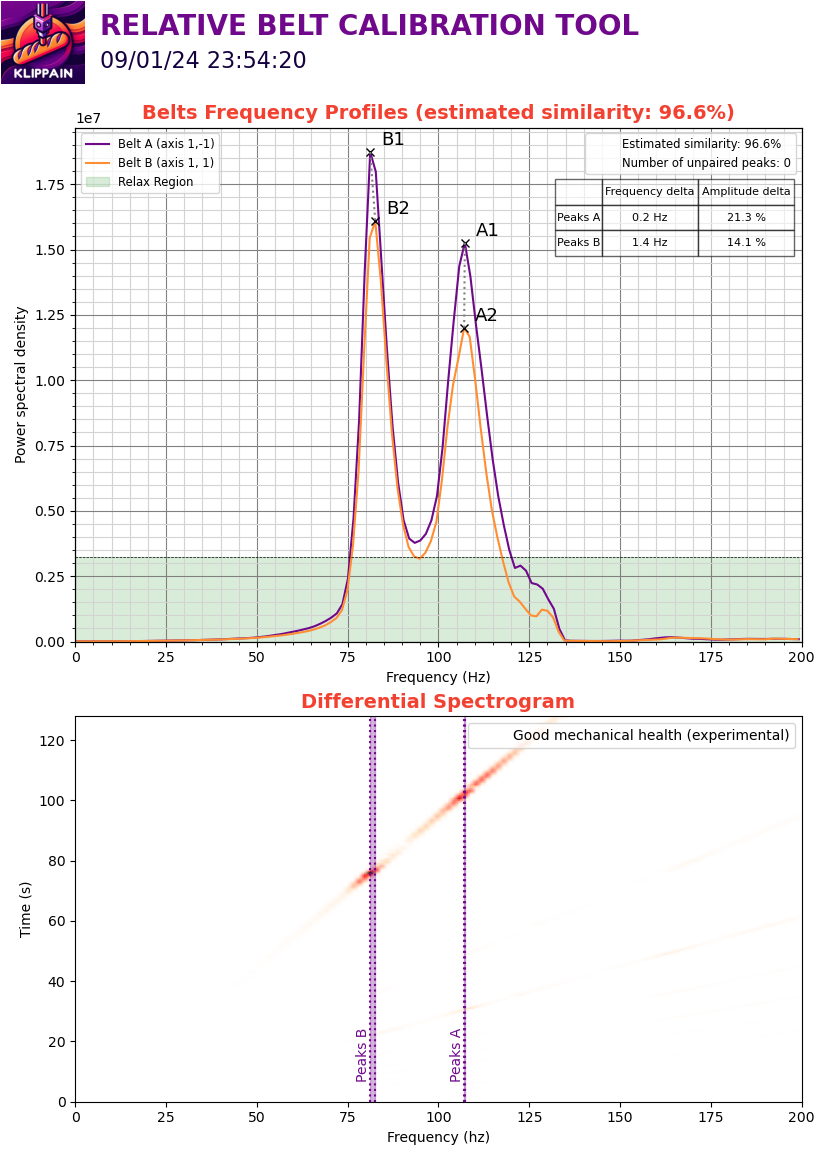 KLIPPAIN
RELATIVE BELT CALIBRATION TOOL
09/01/24 23:54:20
Belts Frequency Profiles (estimated similarity: 96.6%)
1e7
Belt A (axis 1,-1)
Belt B (axis 1, 1)
Relax Region
B1
B2
A1
A2
Estimated similarity: 96.6%
Number of unpaired peaks: 0
Frequency delta Amplitude delta
Peaks A 0.2 Hz 21.3 %
Peaks B 1.4 Hz 14.1 %
Power spectral density
1.75
1.50
1.25
1.00
0.75
0.50
0.25
0.00
0 25 50 75 100 125 150 175 200
Frequency (Hz)
Differential Spectrogram
Good mechanical health (experimental)
Time (s)
120
100
80
60
40
20
0
Peaks B
Peaks A
0 25 50 75 100 125 150 175 200
Frequency (hz)